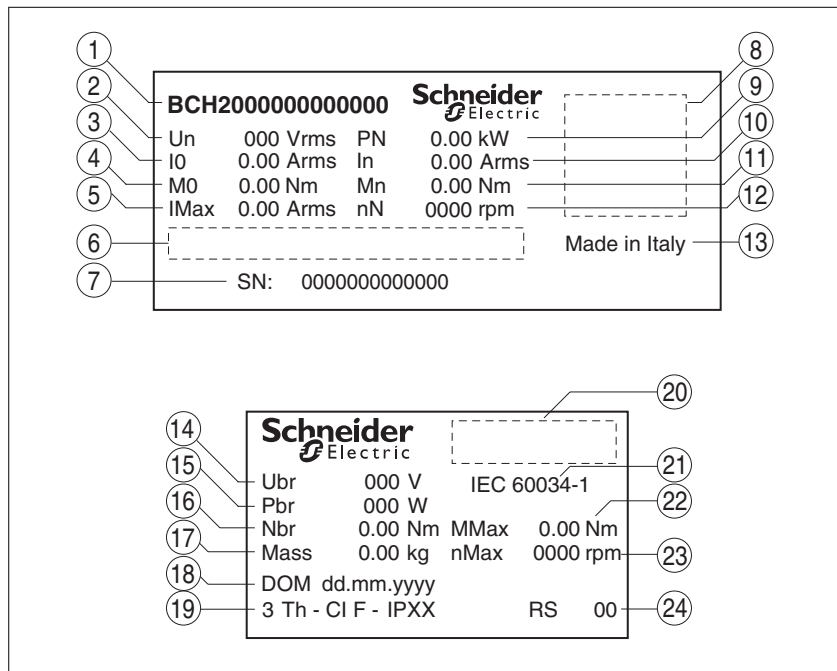 1
2
3
4
5
6
7
8
9
10
11
12
13
BCH2000000000000 Schneider Electric
Un 000 Vrms PN 0.00 kW
I0 0.00 Arms In 0.00 Arms
M0 0.00 Nm Mn 0.00 Nm
IMax 0.00 Arms nN 0000 rpm
Made in Italy
SN: 0000000000000
14
15
16
17
18
19
20
21
22
23
24
Schneider Electric
Ubr 000 V IEC 60034-1
Pbr 000 W
Nbr 0.00 Nm MMax 0.00 Nm
Mass 0.00 kg nMax 0000 rpm
DOM dd.mm.yyyy
3 Th - Cl F - IPXX RS 00